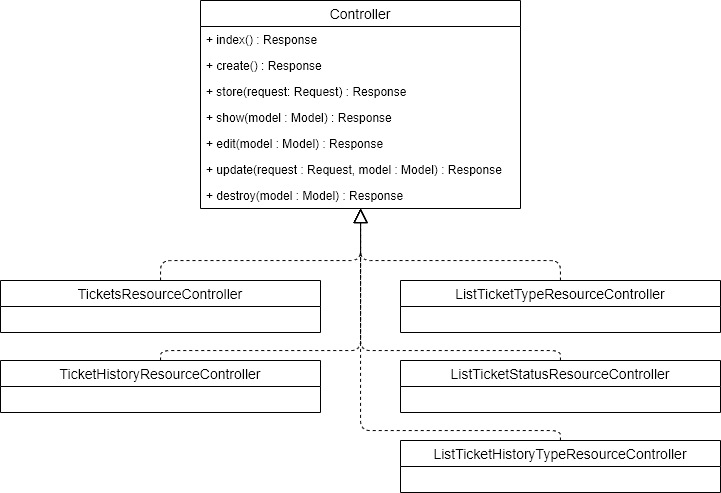 Controller
+ index() : Response
+ create() : Response
+ store(request: Request) : Response
+ show(model : Model) : Response
+ edit(model : Model) : Response
+ update(request : Request, model : Model) : Response
+ destroy(model : Model) : Response
TicketsResourceController
ListTicketTypeResourceController
TicketHistoryResourceController
ListTicketStatusResourceController
ListTicketHistoryTypeResourceController